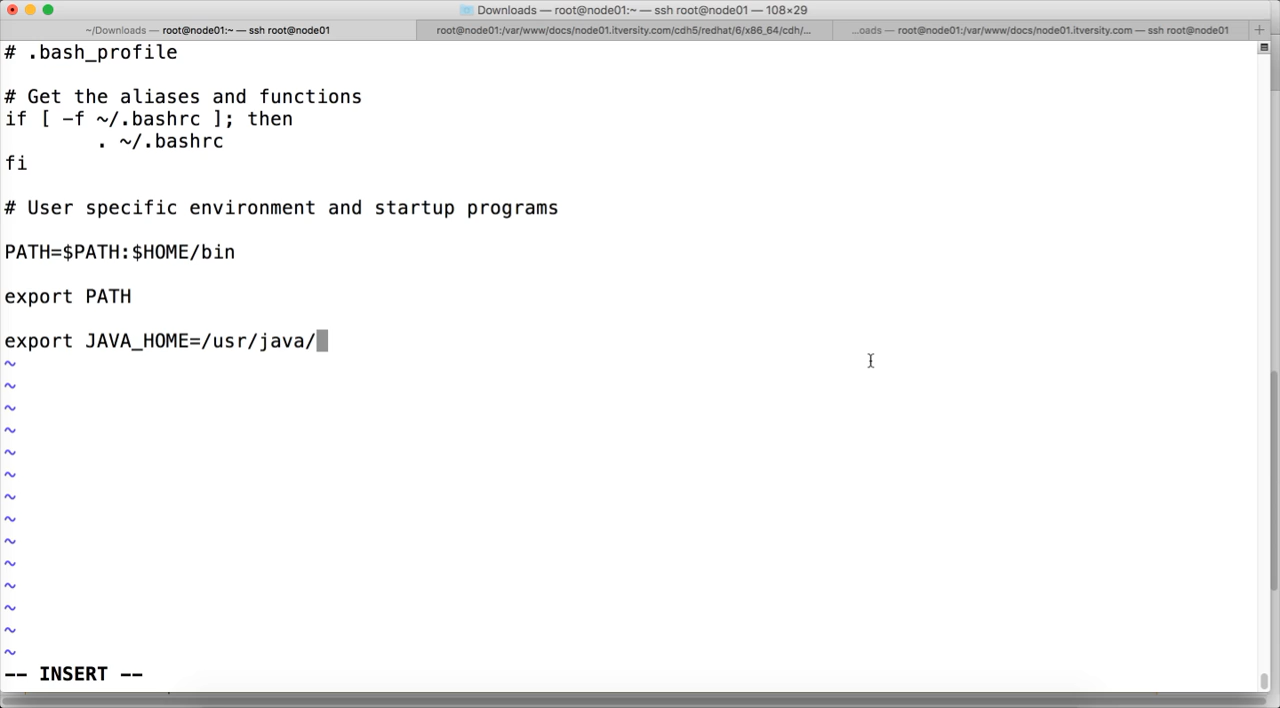 Downloads — root@node01:~ — ssh root@node01 — 108×29
~/Downloads — root@node01:~ — ssh root@node01
root@node01:/var/www/docs/node01.itversity.com/cdh5/redhat/6/x86_64/cdh/...
...oads — root@node01:/var/www/docs/node01.itversity.com — ssh root@node01
+
# .bash_profile
# Get the aliases and functions
if [ -f ~/.bashrc ]; then
        . ~/.bashrc
fi
# User specific environment and startup programs
PATH=$PATH:$HOME/bin
export PATH
export JAVA_HOME=/usr/java/
~
~
~
~
~
~
~
~
~
~
~
~
~
~
-- INSERT --